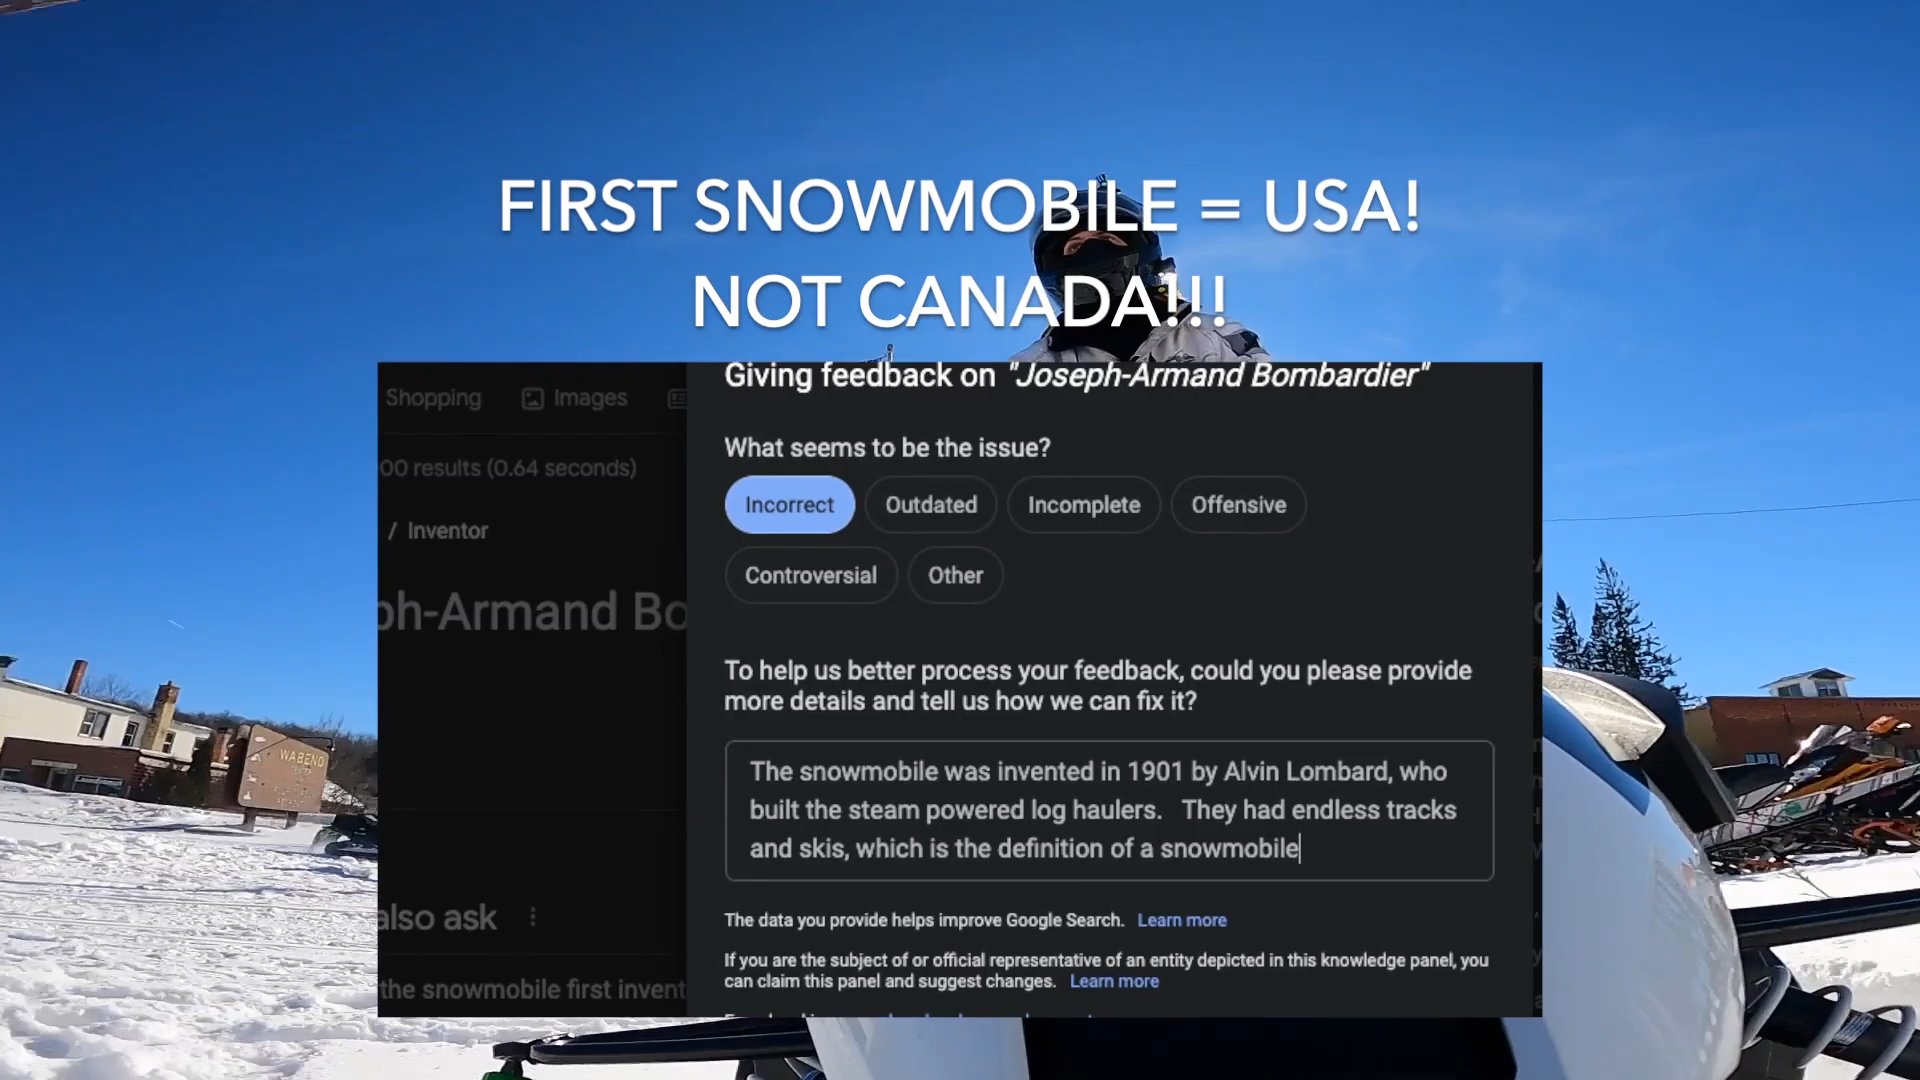 FIRST SNOWMOBILE = USA!
NOT CANADA!!!
Giving feedback on "Joseph-Armand Bombardier"
Shopping Images
What seems to be the issue?
00 results (0.64 seconds)
Incorrect Outdated Incomplete Offensive
/ Inventor
Controversial Other
ph-Armand Bo
To help us better process your feedback, could you please provide
more details and tell us how we can fix it?
WABENO
The snowmobile was invented in 1901 by Alvin Lombard, who
built the steam powered log haulers. They had endless tracks
and skis, which is the definition of a snowmobile
also ask
The data you provide helps improve Google Search. Learn more
If you are the subject of or official representative of an entity depicted in this knowledge panel, you
can claim this panel and suggest changes. Learn more
the snowmobile first invent